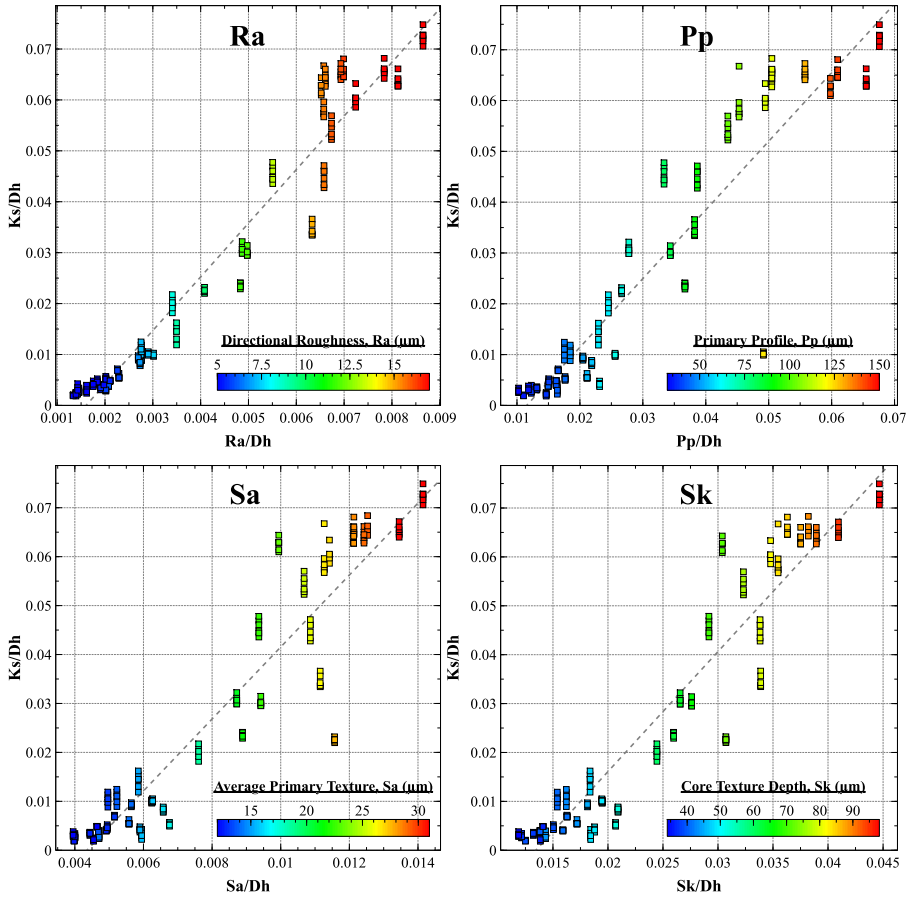 Ra
Ks/Dh
0.07
0.06
0.05
0.04
0.03
0.02
0.01
0
Directional Roughness, Ra (µm)
5 7.5 10 12.5 15
0.001 0.002 0.003 0.004 0.005 0.006 0.007 0.008 0.009
Ra/Dh
Pp
Ks/Dh
0.07
0.06
0.05
0.04
0.03
0.02
0.01
0
Primary Profile, Pp (µm)
50 75 100 125 150
0.01 0.02 0.03 0.04 0.05 0.06 0.07
Pp/Dh
Sa
Ks/Dh
0.07
0.06
0.05
0.04
0.03
0.02
0.01
0
Average Primary Texture, Sa (µm)
15 20 25 30
0.004 0.006 0.008 0.01 0.012 0.014
Sa/Dh
Sk
Ks/Dh
0.07
0.06
0.05
0.04
0.03
0.02
0.01
0
Core Texture Depth, Sk (µm)
40 50 60 70 80 90
0.015 0.02 0.025 0.03 0.035 0.04 0.045
Sk/Dh